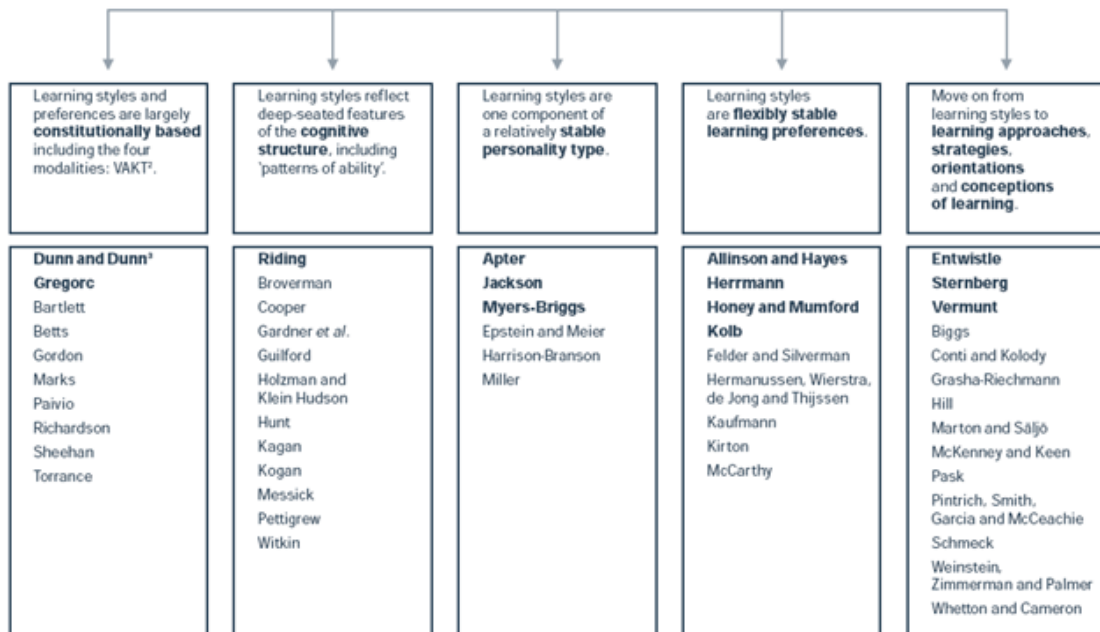 Learning styles and
preferences are largely
constitutionally based
including the four
modalities: VAKT².
Learning styles reflect
deep-seated features
of the cognitive
structure, including
'patterns of ability'.
Learning styles are
one component of
a relatively stable
personality type.
Learning styles
are flexibly stable
learning preferences.
Move on from
learning styles to
learning approaches,
strategies,
orientations
and conceptions
of learning.
Dunn and Dunn³
Gregorc
Bartlett
Betts
Gordon
Marks
Paivio
Richardson
Sheehan
Torrance
Riding
Broverman
Cooper
Gardner et al.
Guilford
Holzman and
Klein Hudson
Hunt
Kagan
Kogan
Messick
Pettigrew
Witkin
Apter
Jackson
Myers-Briggs
Epstein and Meier
Harrison-Branson
Miller
Allinson and Hayes
Herrmann
Honey and Mumford
Kolb
Felder and Silverman
Hermanussen, Wierstra,
de Jong and Thijssen
Kaufmann
Kirton
McCarthy
Entwistle
Sternberg
Vermunt
Biggs
Conti and Kolody
Grasha-Riechmann
Hill
Marton and Säljö
McKenney and Keen
Pask
Pintrich, Smith,
Garcia and McCeachie
Schmeck
Weinstein,
Zimmerman and Palmer
Whetton and Cameron